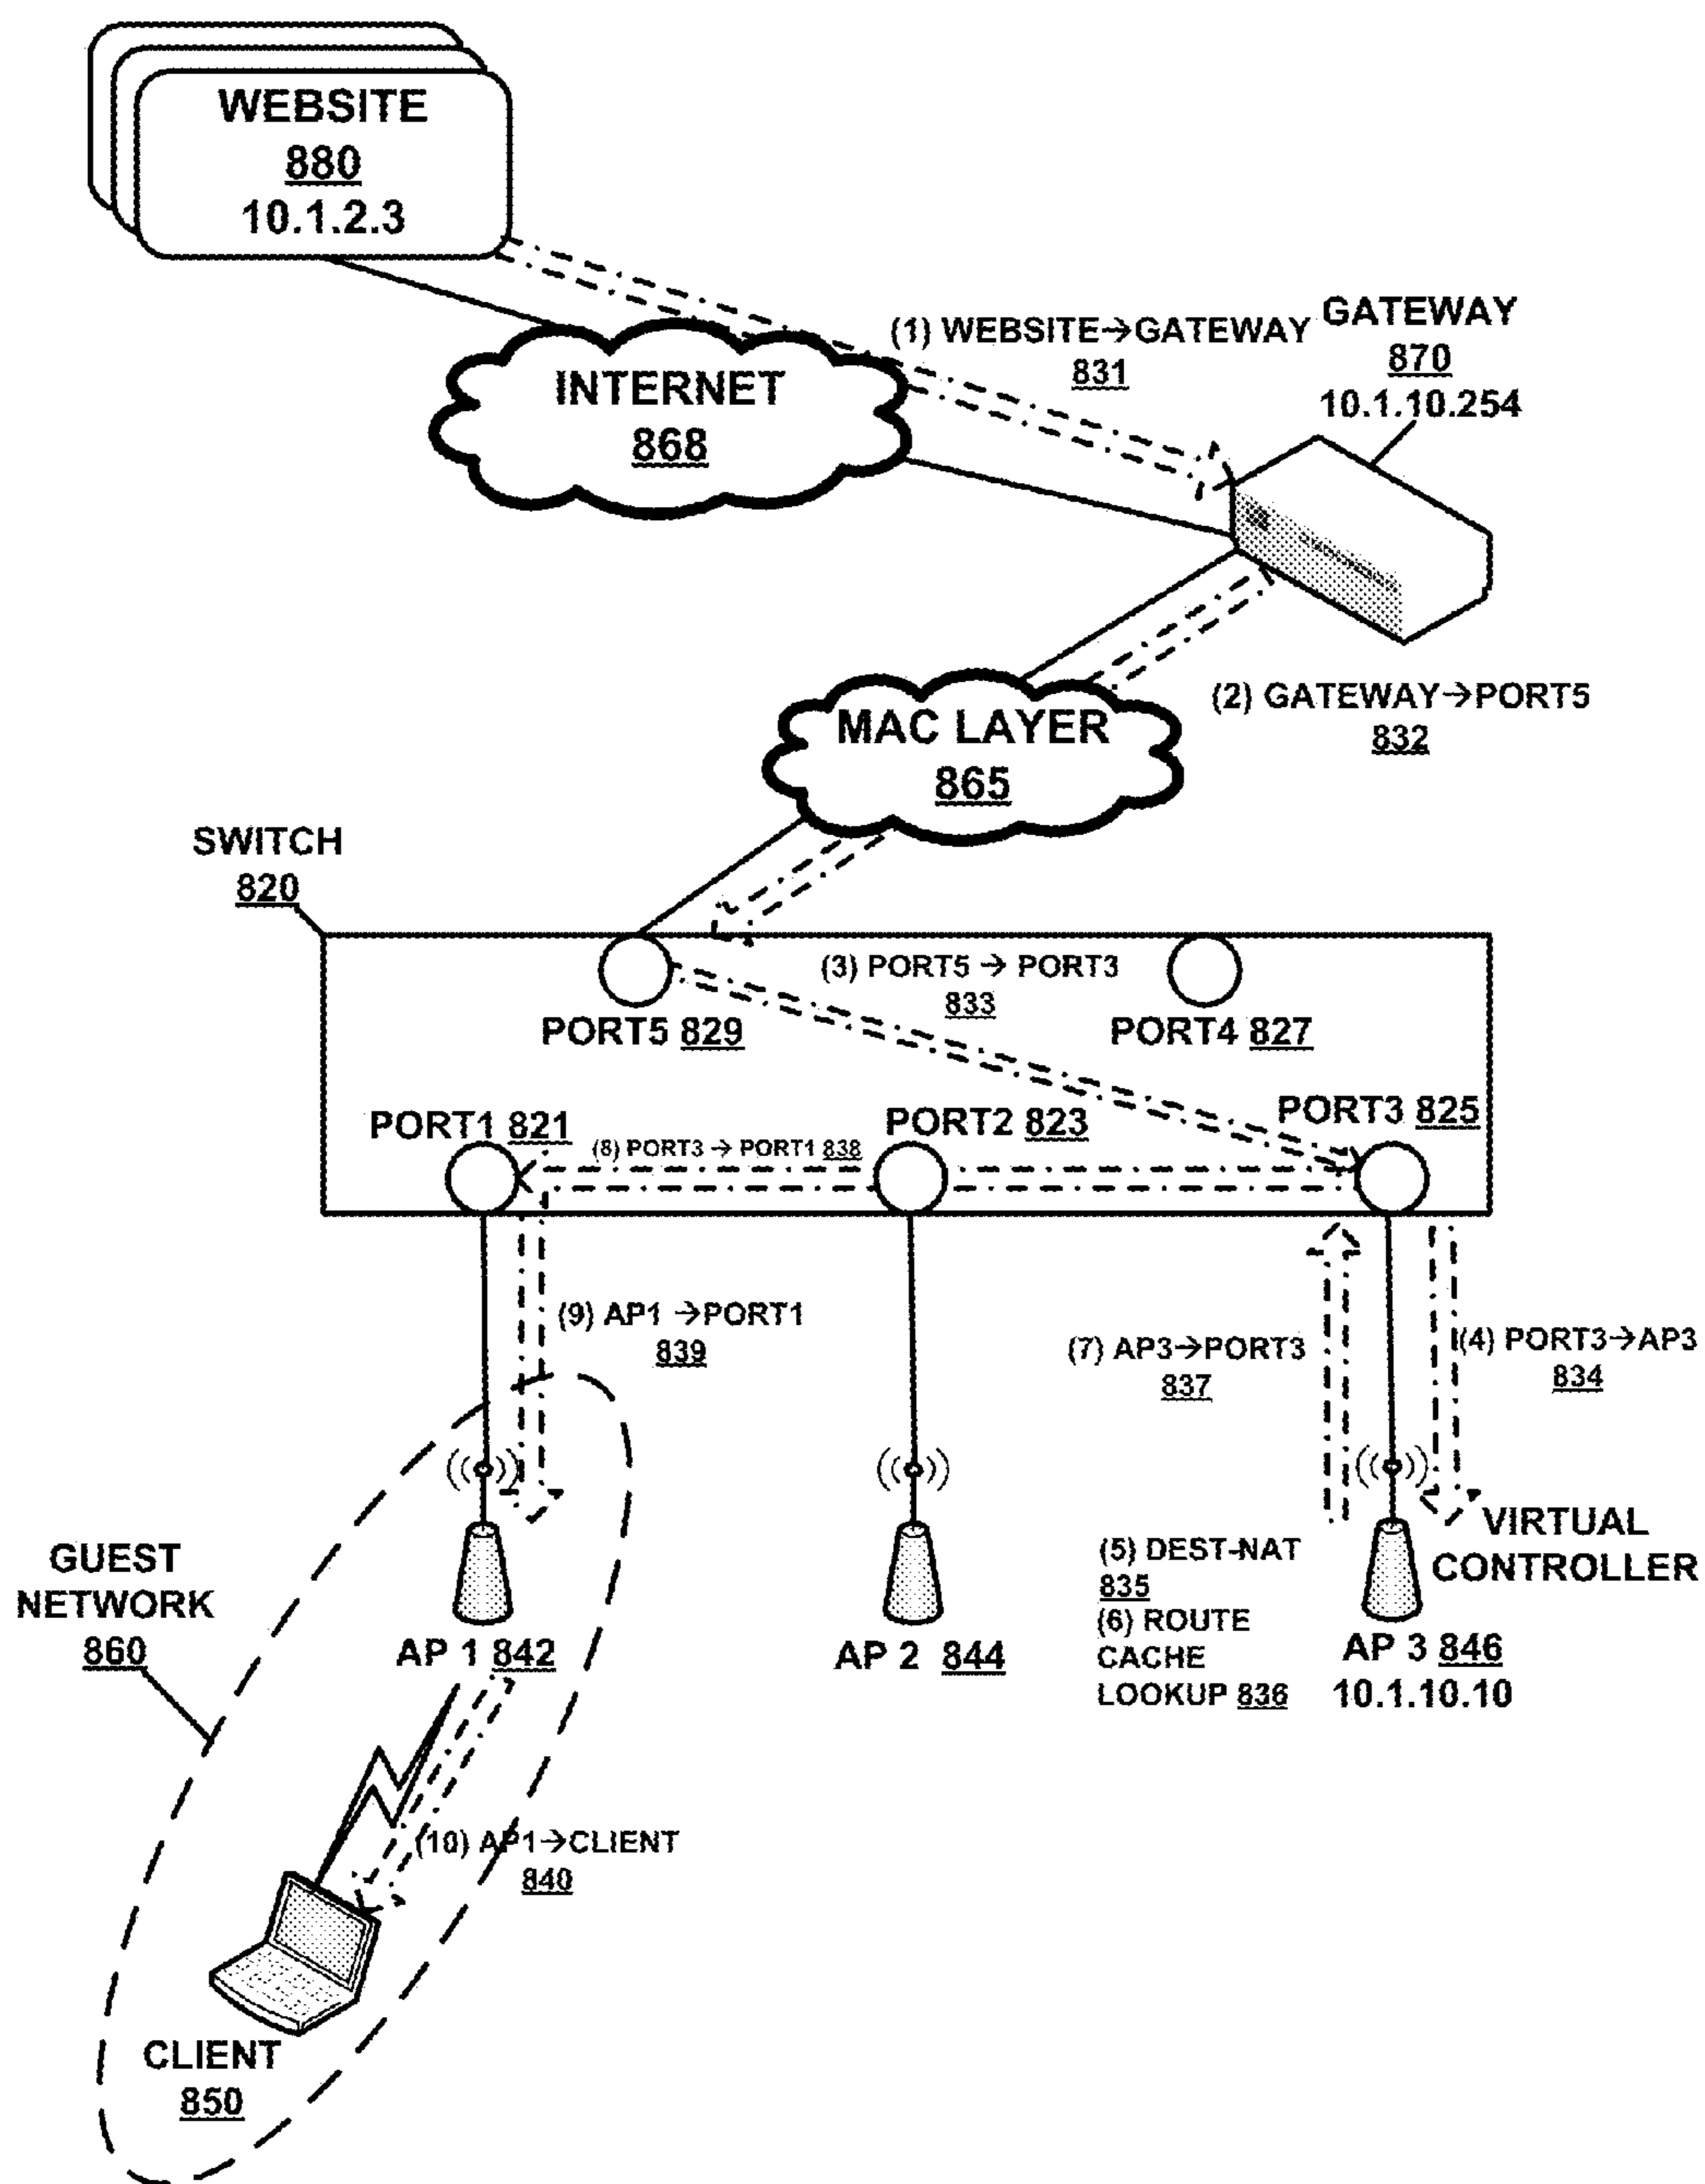 WEBSITE
880
10.1.2.3
(1) WEBSITE→GATEWAY
831
GATEWAY
870
10.1.10.254
INTERNET
868
(2) GATEWAY→PORT5
832
MAC LAYER
865
SWITCH
820
(3) PORT5 → PORT3
833
PORT5 829
PORT4 827
PORT1 821
PORT2 823
PORT3 825
(8) PORT3 → PORT1 838
(9) AP1 →PORT1
839
(7) AP3→PORT3
837
(4) PORT3→AP3
834
GUEST
NETWORK
860
(5) DEST-NAT
835
(6) ROUTE
CACHE
LOOKUP 836
VIRTUAL
CONTROLLER
AP 1 842
AP 2 844
AP 3 846
10.1.10.10
(10) AP1→CLIENT
840
CLIENT
850